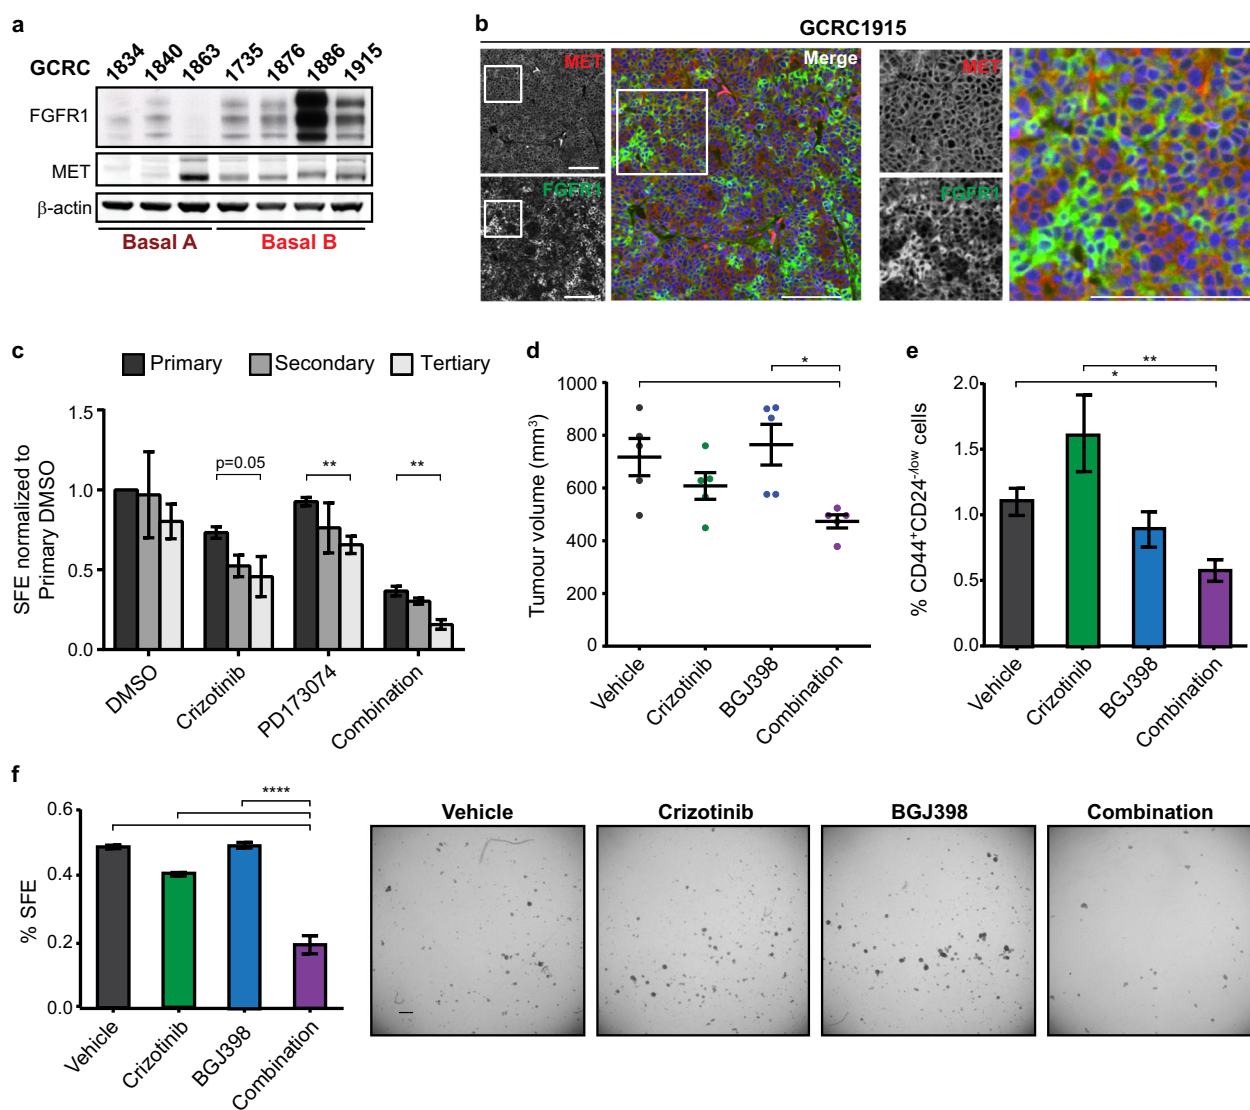 a
GCRC
1834 1840 1863 1735 1876 1886 1915
FGFR1
MET
β-actin
Basal A Basal B
b
GCRC1915
MET
FGFR1
Merge
MET
FGFR1
c
Primary Secondary Tertiary
SFE normalized to
Primary DMSO
1.5
1.0
0.5
0.0
p=0.05
**
**
DMSO
Crizotinib
PD173074
Combination
d
Tumour volume (mm³)
1000
800
600
400
200
0
*
Vehicle
Crizotinib
BGJ398
Combination
e
% CD44⁺CD24⁻/low cells
2.0
1.5
1.0
0.5
0.0
**
*
Vehicle
Crizotinib
BGJ398
Combination
f
% SFE
0.6
0.4
0.2
0.0
****
Vehicle
Crizotinib
BGJ398
Combination
Vehicle
Crizotinib
BGJ398
Combination